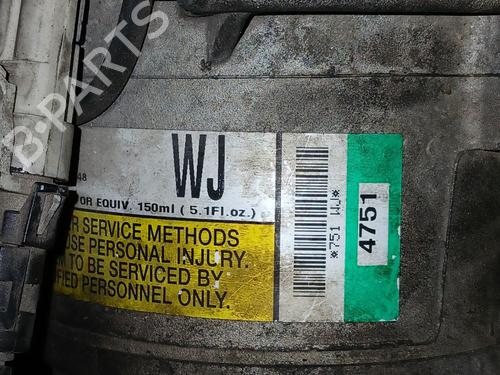 B-PARTS
WJ
48
OR EQUIV. 150ml ( 5.1Fl.oz.)
ER SERVICE METHODS
USE PERSONAL INJURY.
M TO BE SERVICED BY
FIED PERSONNEL ONLY.
*751 WJ*
4751